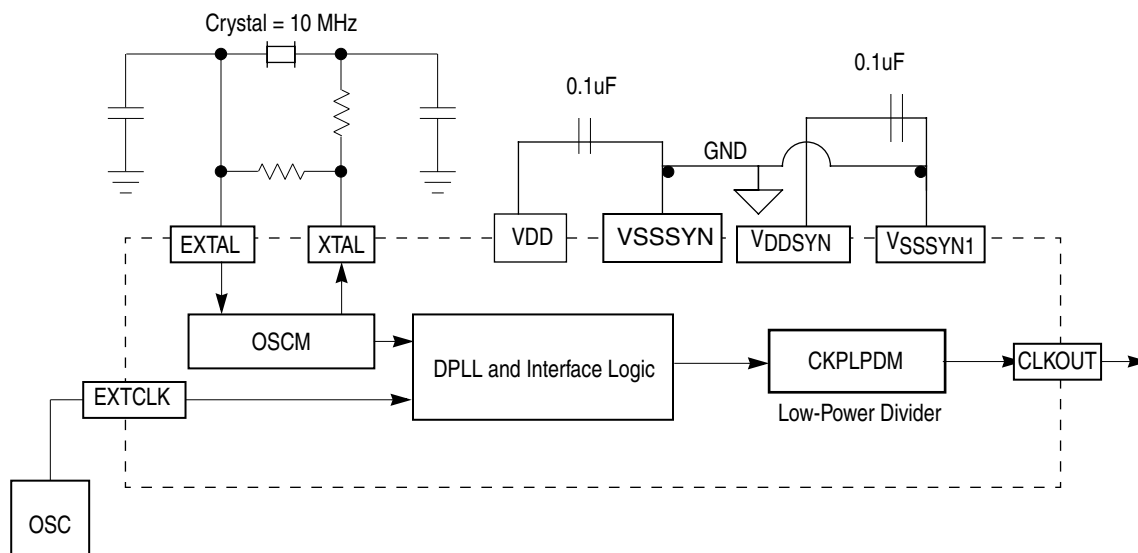 Crystal = 10 MHz
0.1uF
0.1uF
GND
EXTAL
XTAL
VDD
VSSSYN
VDDSYN
VSSSYN1
OSCM
DPLL and Interface Logic
CKPLPDM
CLKOUT
EXTCLK
Low-Power Divider
OSC